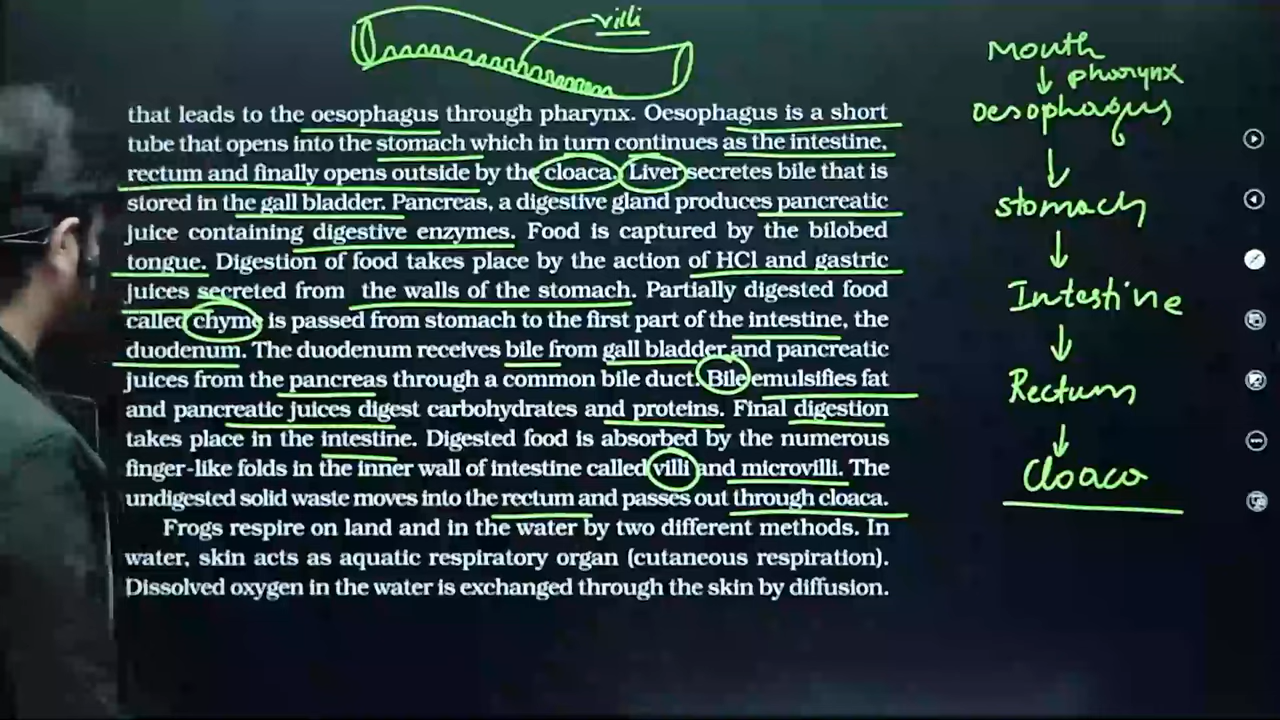 villi
that leads to the oesophagus through pharynx. Oesophagus is a short
tube that opens into the stomach which in turn continues as the intestine,
rectum and finally opens outside by the cloaca. Liver secretes bile that is
stored in the gall bladder. Pancreas, a digestive gland produces pancreatic
juice containing digestive enzymes. Food is captured by the bilobed
tongue. Digestion of food takes place by the action of HCl and gastric
juices secreted from the walls of the stomach. Partially digested food
called chyme is passed from stomach to the first part of the intestine, the
duodenum. The duodenum receives bile from gall bladder and pancreatic
juices from the pancreas through a common bile duct. Bile emulsifies fat
and pancreatic juices digest carbohydrates and proteins. Final digestion
takes place in the intestine. Digested food is absorbed by the numerous
finger-like folds in the inner wall of intestine called villi and microvilli. The
undigested solid waste moves into the rectum and passes out through cloaca.
Frogs respire on land and in the water by two different methods. In
water, skin acts as aquatic respiratory organ (cutaneous respiration).
Dissolved oxygen in the water is exchanged through the skin by diffusion.
Mouth
pharynx
Oesophagus
Stomach
Intestine
Rectum
Cloaca